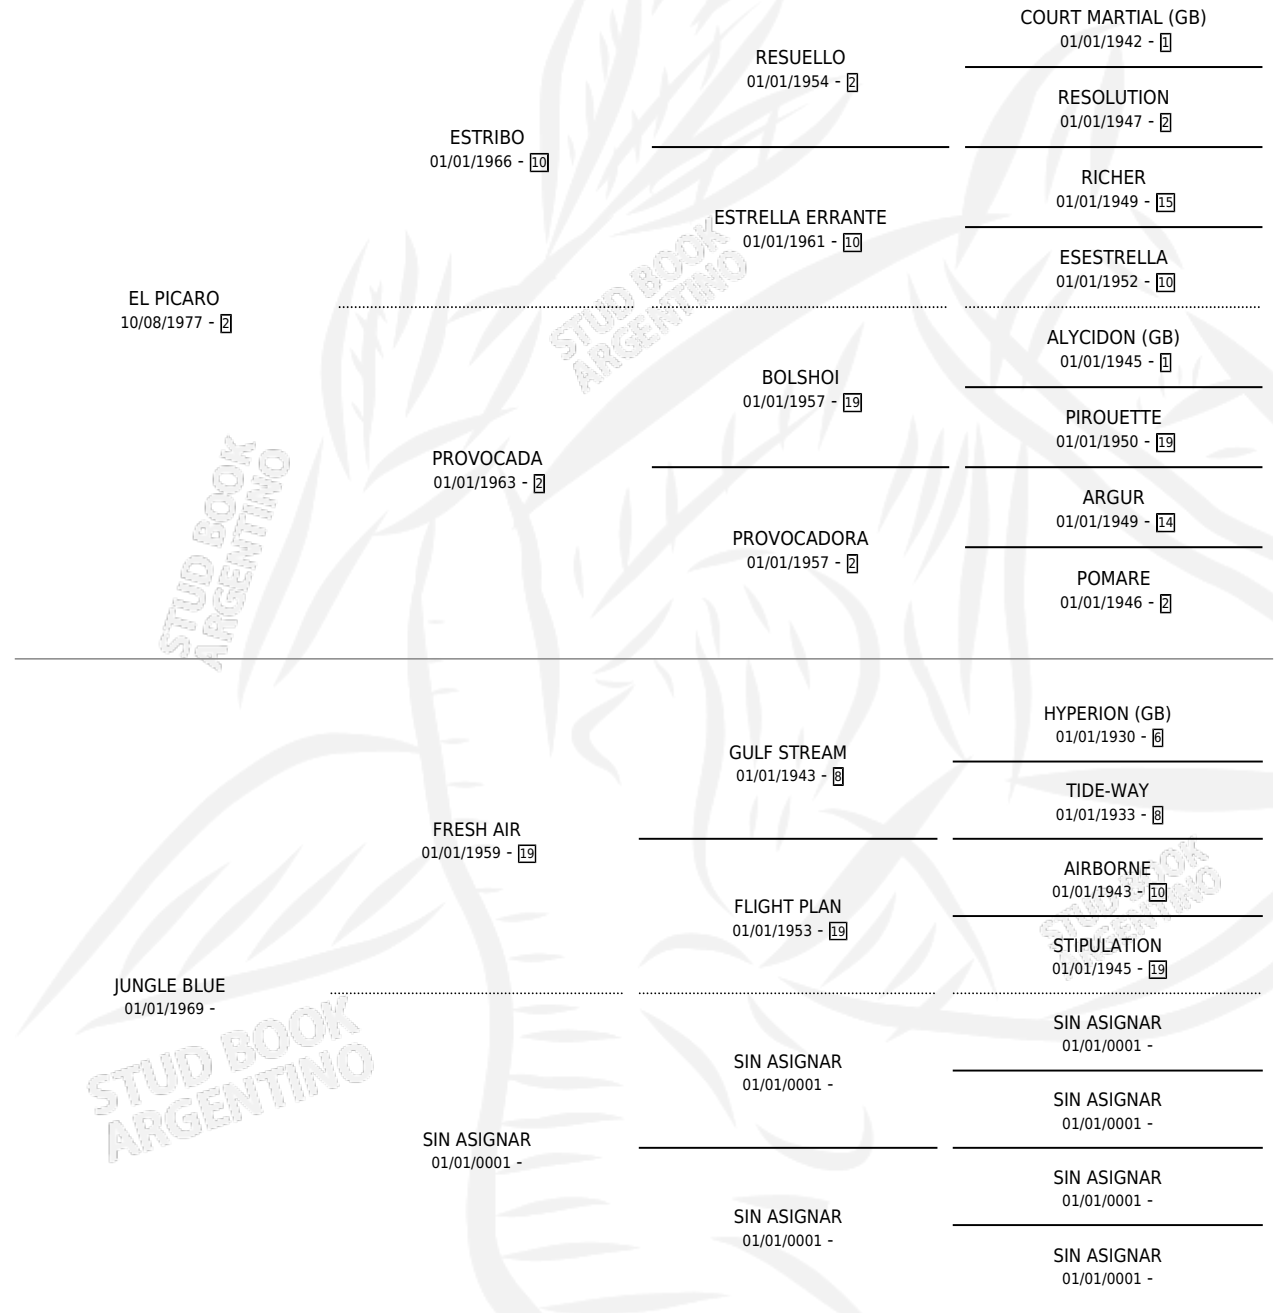 COURT MARTIAL (GB)
01/01/1942 - 1
RESUELLO
01/01/1954 - 2
RESOLUTION
01/01/1947 - 2
ESTRIBO
01/01/1966 - 10
RICHER
01/01/1949 - 15
ESTRELLA ERRANTE
01/01/1961 - 10
ESESTRELLA
01/01/1952 - 10
EL PICARO
10/08/1977 - 2
STUD BOOK
ARGENTINO
ALYCIDON (GB)
01/01/1945 - 1
BOLSHOI
01/01/1957 - 19
PIROUETTE
01/01/1950 - 19
PROVOCADA
01/01/1963 - 2
STUD BOOK
ARGENTINO
ARGUR
01/01/1949 - 14
PROVOCADORA
01/01/1957 - 2
POMARE
01/01/1946 - 2
HYPERION (GB)
01/01/1930 - 6
GULF STREAM
01/01/1943 - 8
TIDE-WAY
01/01/1933 - 8
FRESH AIR
01/01/1959 - 19
AIRBORNE
01/01/1943 - 10
STUD BOOK
ARGENTINO
FLIGHT PLAN
01/01/1953 - 19
STIPULATION
01/01/1945 - 19
JUNGLE BLUE
01/01/1969 -
STUD BOOK
ARGENTINO
SIN ASIGNAR
01/01/0001 -
SIN ASIGNAR
01/01/0001 -
SIN ASIGNAR
01/01/0001 -
SIN ASIGNAR
01/01/0001 -
SIN ASIGNAR
01/01/0001 -
SIN ASIGNAR
01/01/0001 -
SIN ASIGNAR
01/01/0001 -